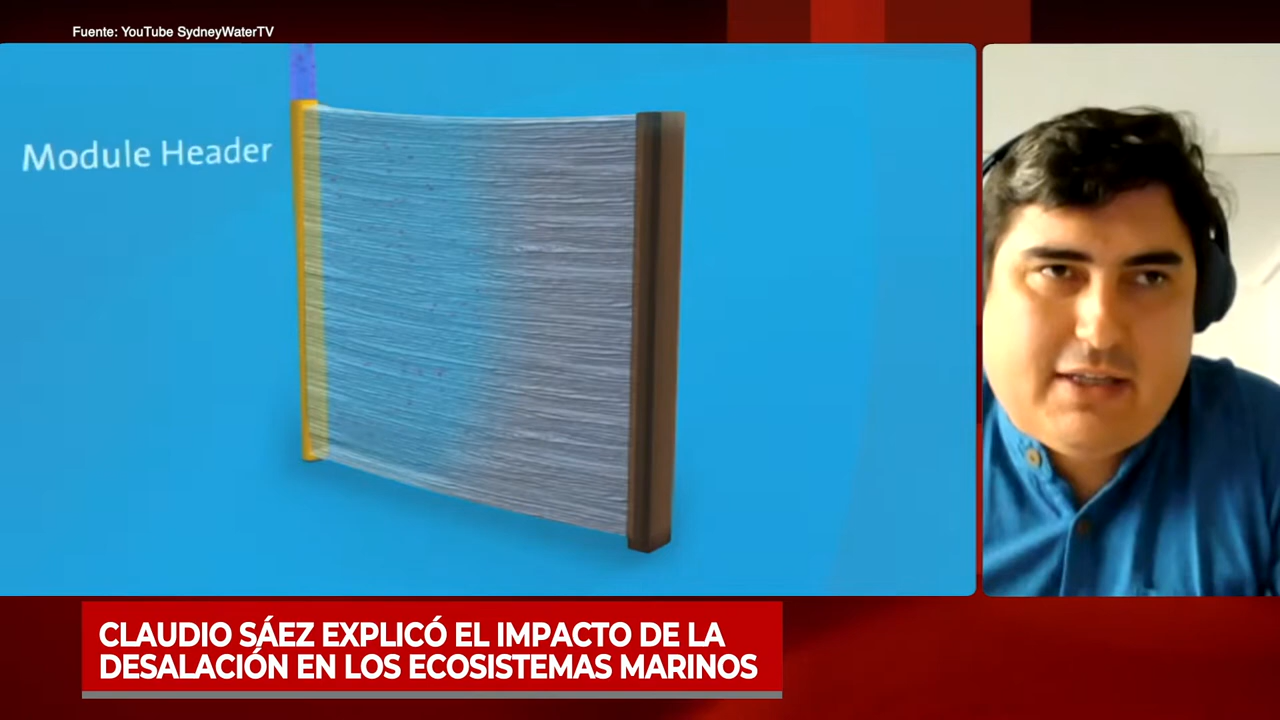 Fuente: YouTube SydneyWaterTV
Module Header
CLAUDIO SÁEZ EXPLICÓ EL IMPACTO DE LA
DESALACIÓN EN LOS ECOSISTEMAS MARINOS